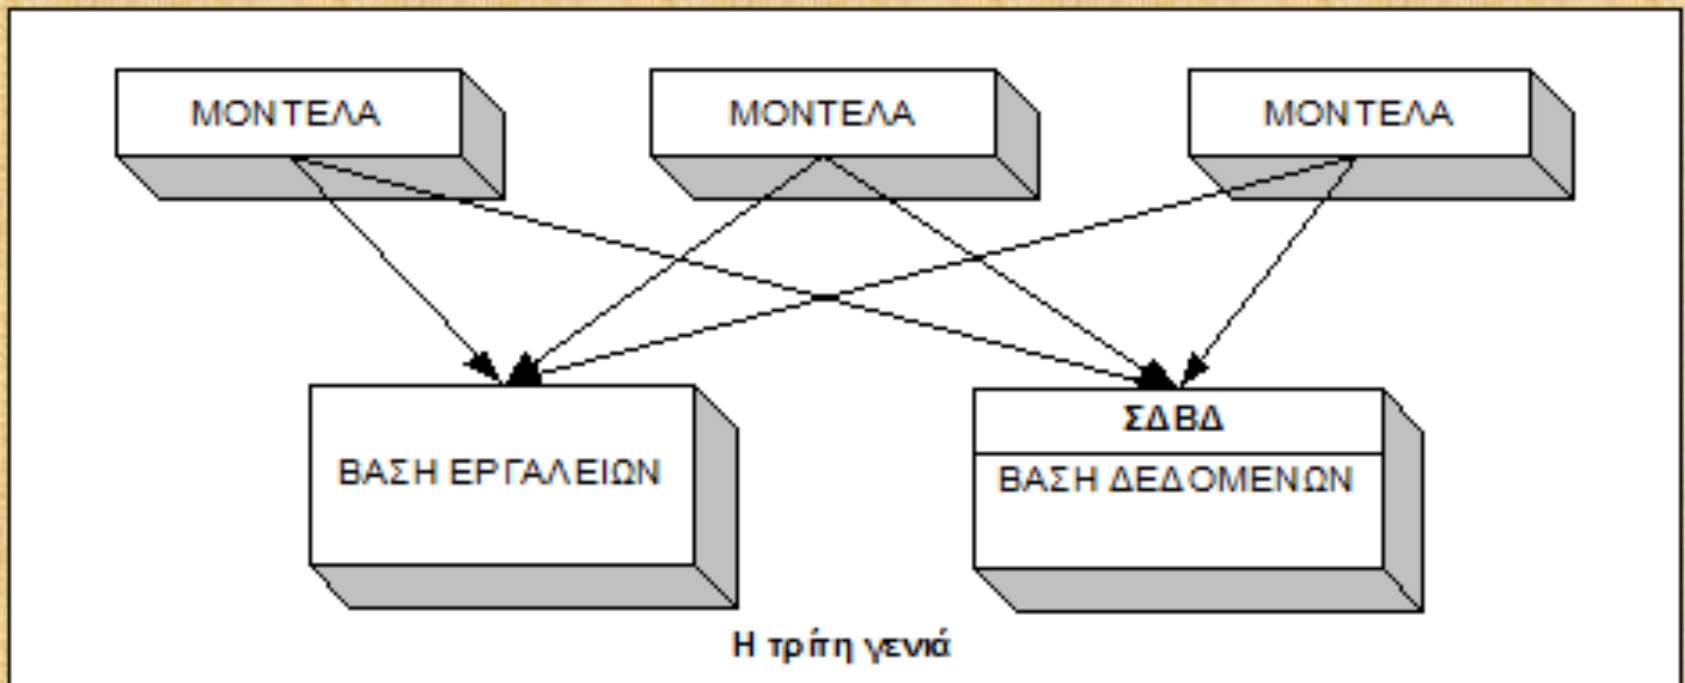 ΜΟΝΤΕΛΑ
ΜΟΝΤΕΛΑ
ΜΟΝΤΕΛΑ
ΒΑΣΗ ΕΡΓΑΛΕΙΩΝ
ΣΔΒΔ
ΒΑΣΗ ΔΕΔΟΜΕΝΩΝ
Η τρίτη γενιά